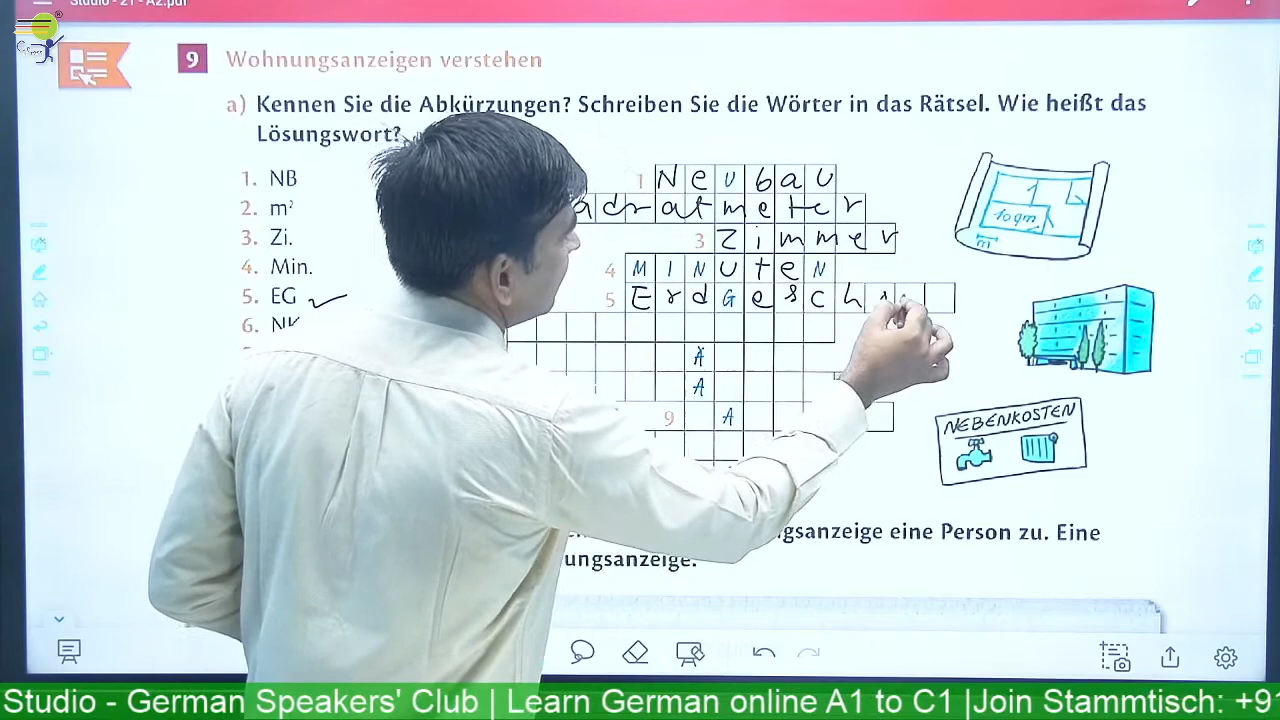 Studio - 21 - A2.pdf
9 Wohnungsanzeigen verstehen
a) Kennen Sie die Abkürzungen? Schreiben Sie die Wörter in das Rätsel. Wie heißt das
Lösungswort?
1. NB
1 Neubau
2. m²
adratmeter
3. Zi.
3 Zimmer
4. Min.
4 MINUteN
5. EG
5 ErdGesch
6. NK
A
A
9 A
10qm
m
NEBENKOSTEN
gsanzeige eine Person zu. Eine
ungsanzeige.
Studio - German Speakers' Club | Learn German online A1 to C1 |Join Stammtisch: +91